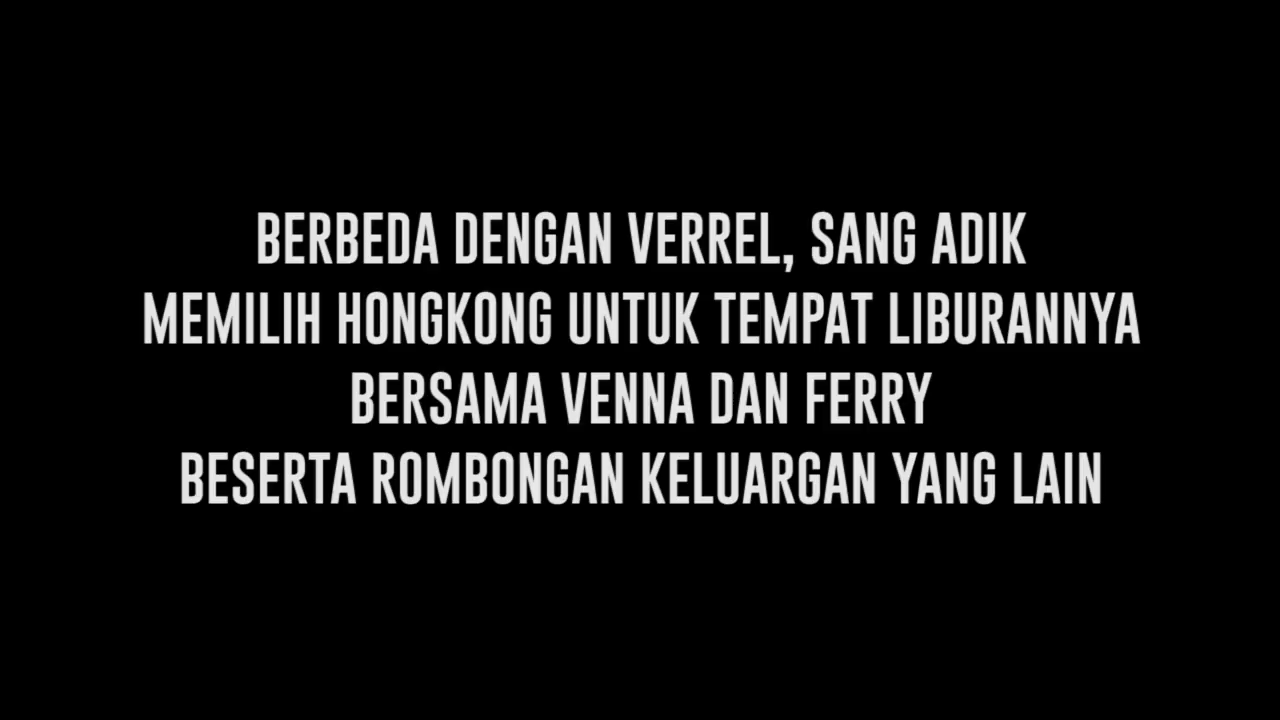 BERBEDA DENGAN VERREL, SANG ADIK
MEMILIH HONGKONG UNTUK TEMPAT LIBURANNYA
BERSAMA VENNA DAN FERRY
BESERTA ROMBONGAN KELUARGAN YANG LAIN